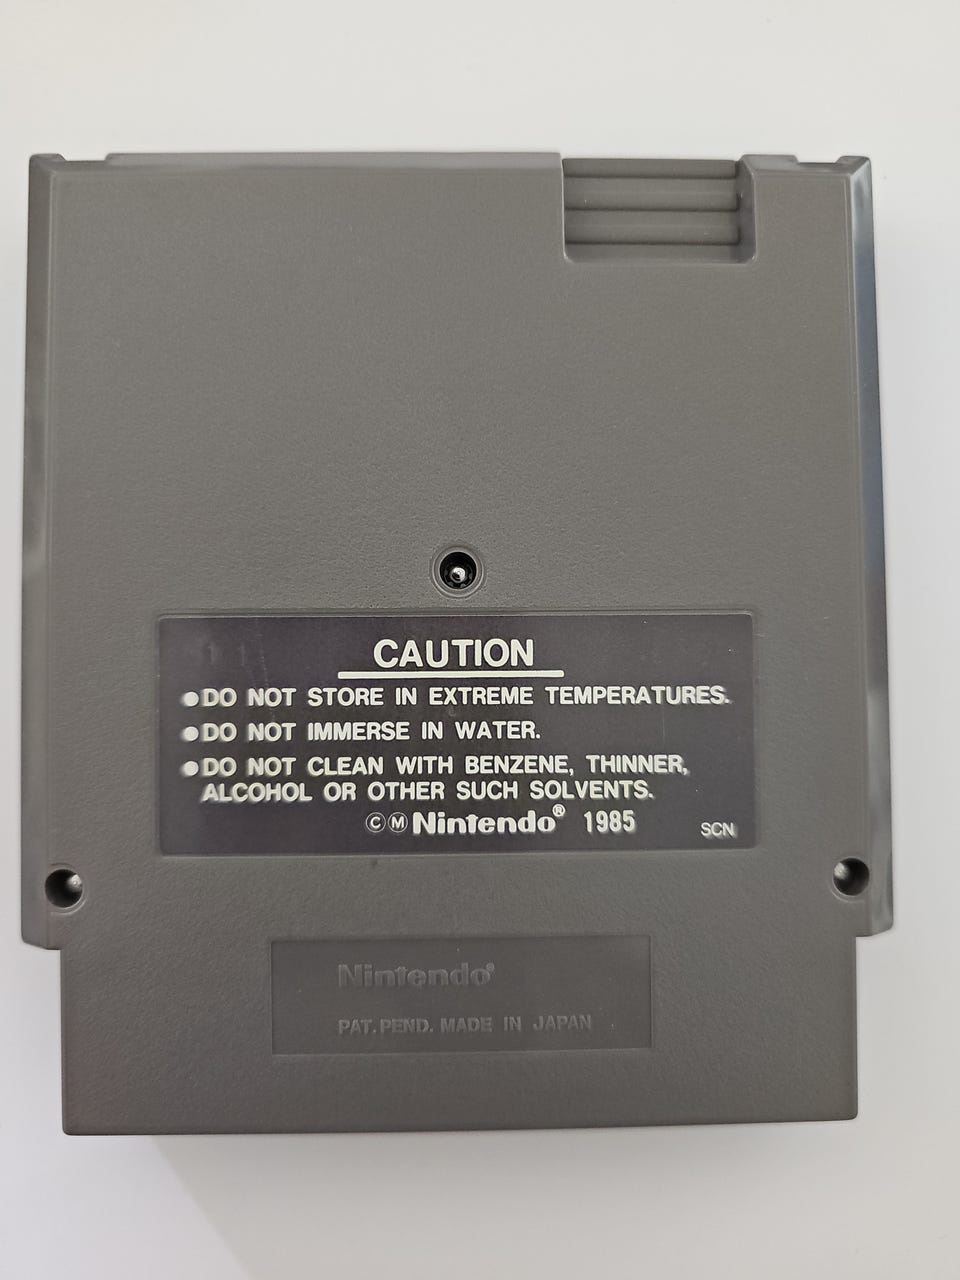 CAUTION
●DO NOT STORE IN EXTREME TEMPERATURES.
●DO NOT IMMERSE IN WATER.
●DO NOT CLEAN WITH BENZENE, THINNER,
ALCOHOL OR OTHER SUCH SOLVENTS.
ⒸⓂNintendo® 1985 SCN
Nintendo®
PAT. PEND. MADE IN JAPAN